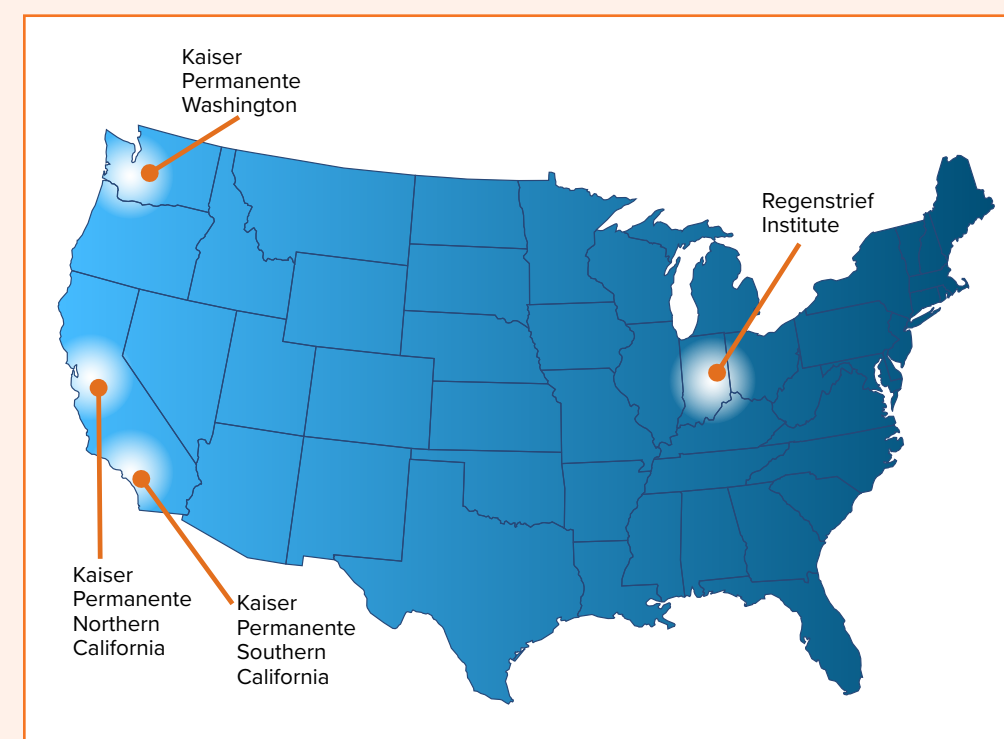 Kaiser
Permanente
Washington
Regenstrief
Institute
Kaiser
Permanente
Northern
California
Kaiser
Permanente
Southern
California